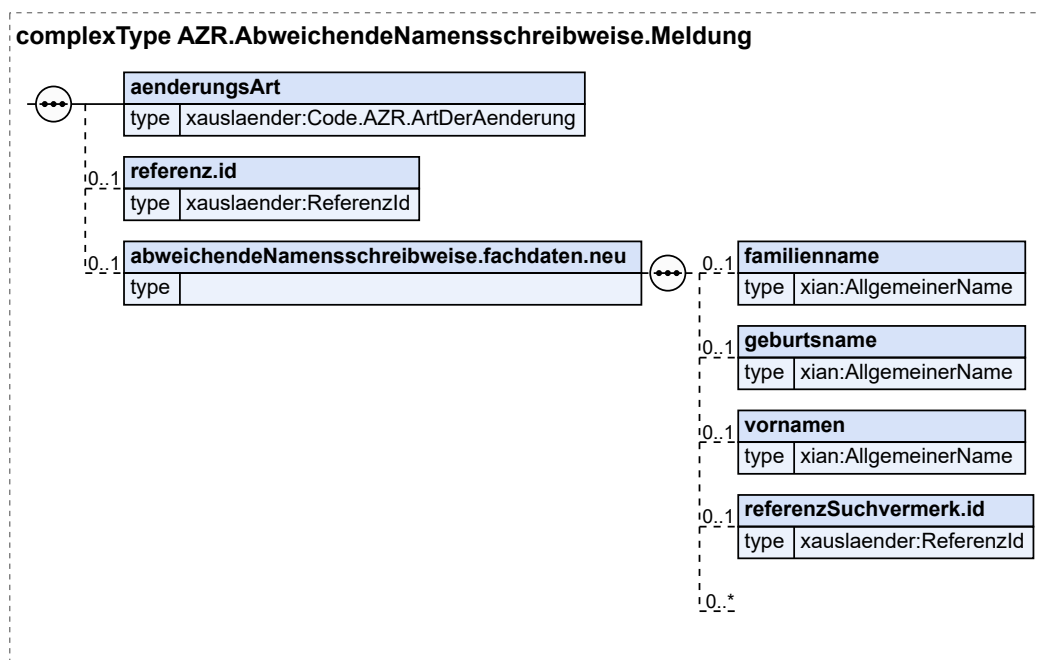 complexType AZR.AbweichendeNamensschreibweise.Meldung
aenderungsArt
type xauslaender:Code.AZR.ArtDerAenderung
0..1 referenz.id
type xauslaender:ReferenzId
0..1 abweichendeNamensschreibweise.fachdaten.neu
type
0..1 familienname
type xian:AllgemeinerName
0..1 geburtsname
type xian:AllgemeinerName
0..1 vornamen
type xian:AllgemeinerName
0..1 referenzSuchvermerk.id
type xauslaender:ReferenzId
0..*